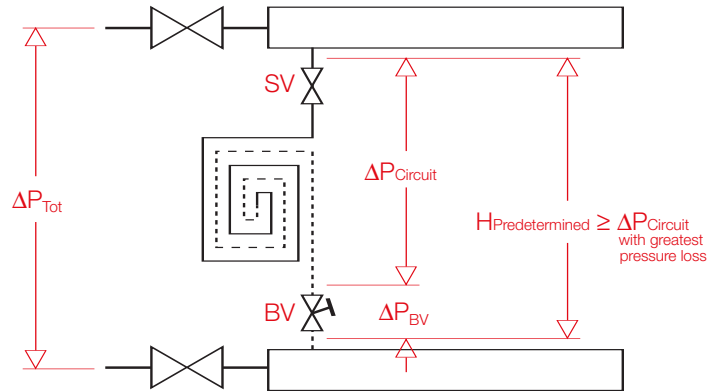 SV
ΔPCircuit
ΔPTot
HPredetermined ≥ ΔPCircuit
with greatest
pressure loss
BV
ΔPBV